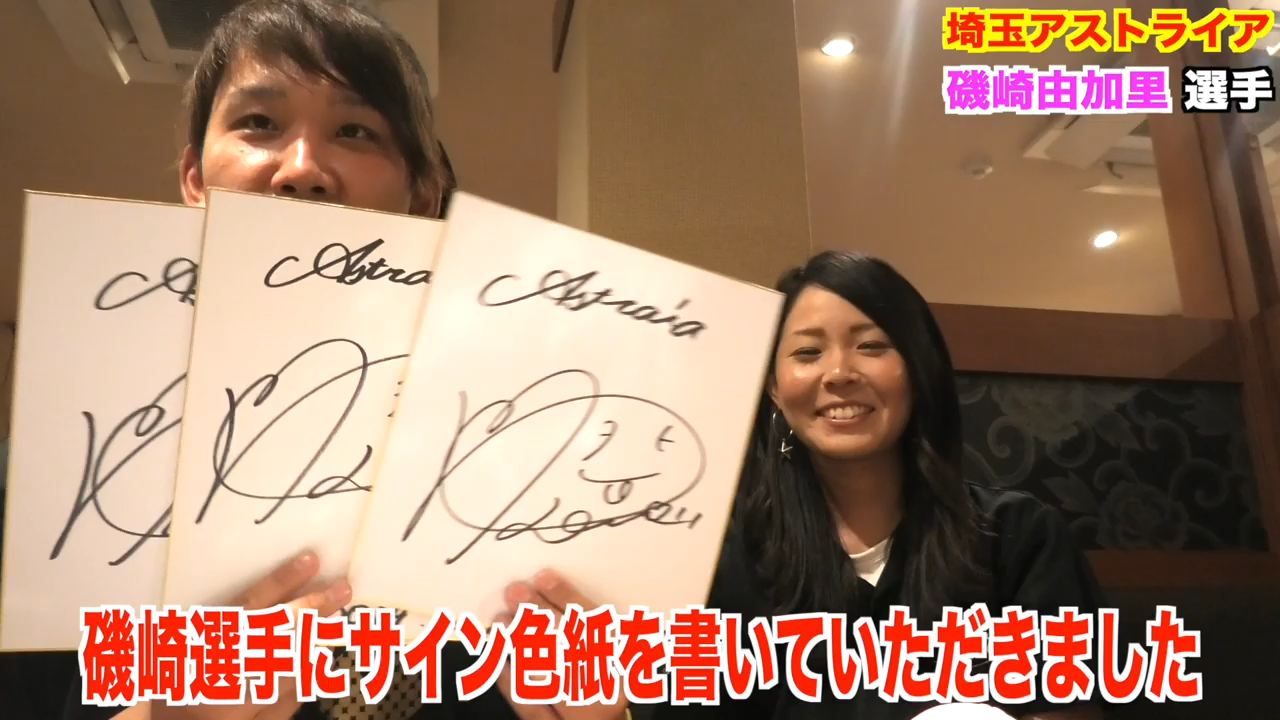 埼玉アストライア
磯崎由加里 選手
Astraia
Astra
磯崎選手にサイン色紙を書いていただきました